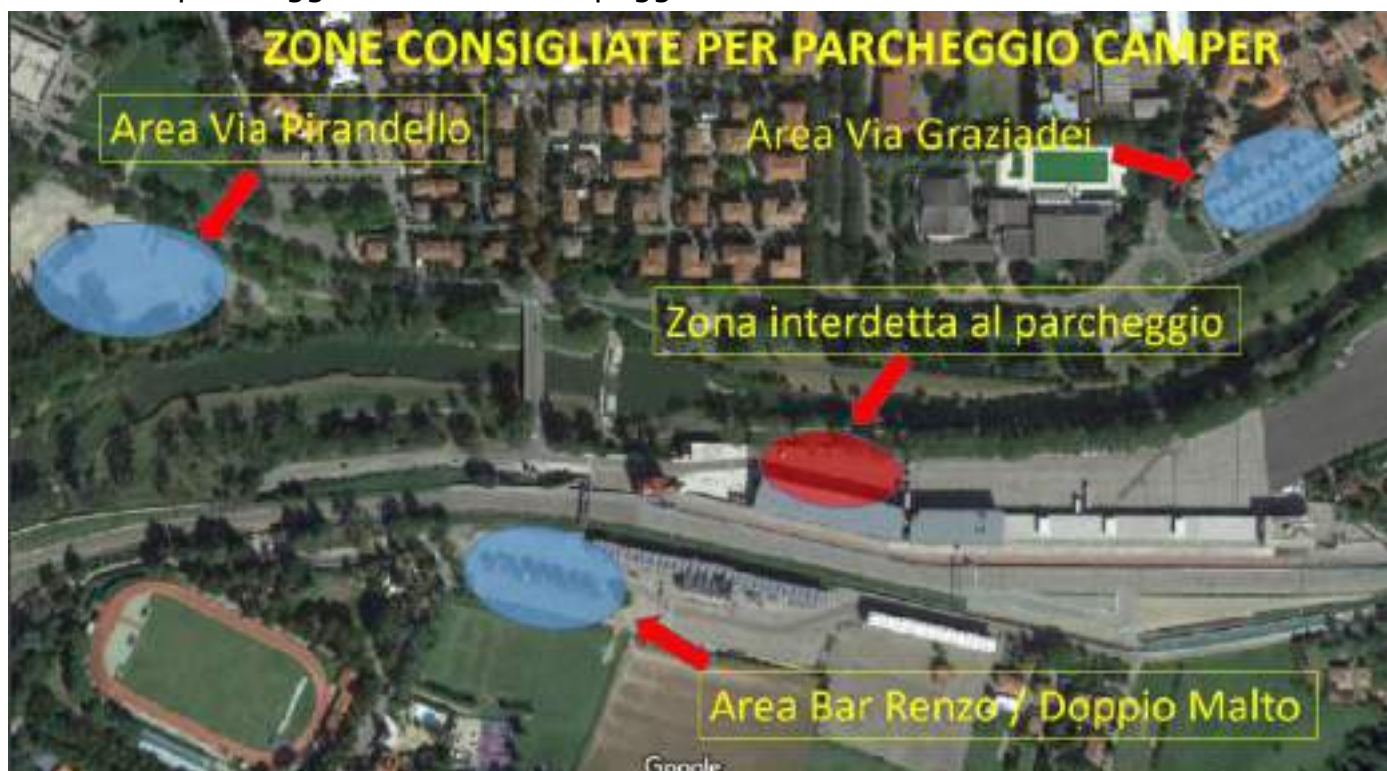 ZONE CONSIGLIATE PER PARCHEGGIO CAMPER
Area Via Pirandello
Area Via Graziadei
Zona interdetta al parcheggio
Area Bar Renzo / Doppio Malto
Google